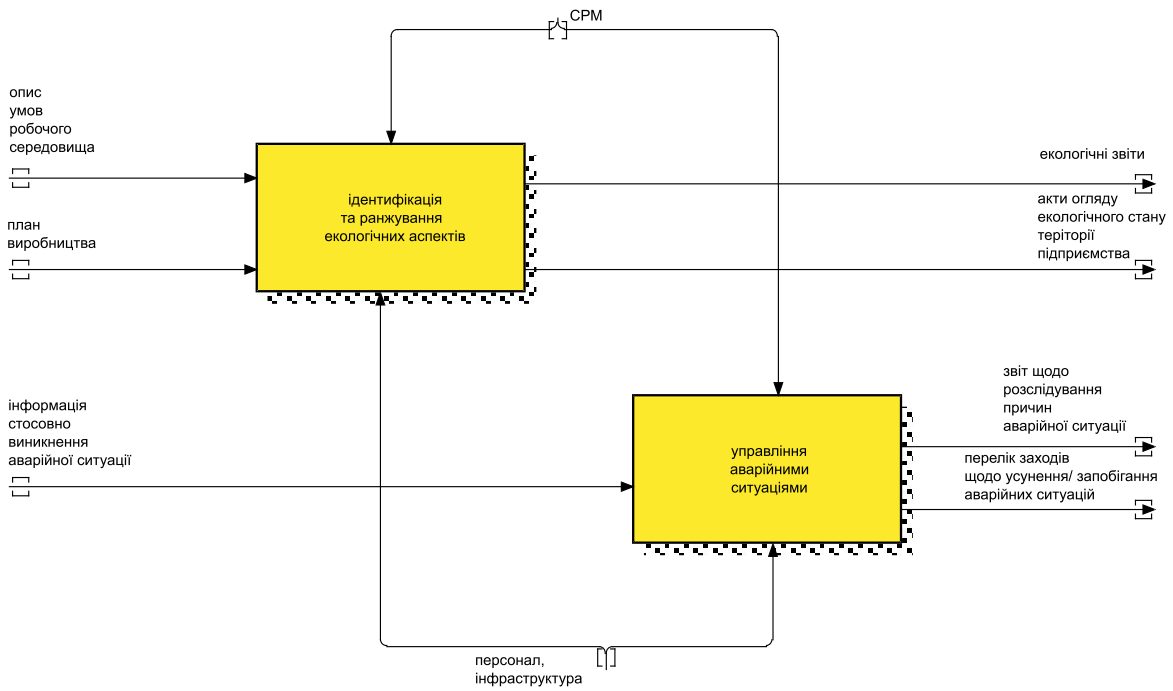 СРМ
опис
умов
робочого
середовища
план
виробництва
ідентифікація
та ранжування
екологічних аспектів
екологічні звіти
акти огляду
екологічного стану
теріторії
підприємства
інформація
стосовно
виникнення
аварійної ситуації
управління
аварійними
ситуаціями
звіт щодо
розслідування
причин
аварійної ситуації
перелік заходів
щодо усунення/ запобігання
аварійних ситуацій
персонал,
інфраструктура